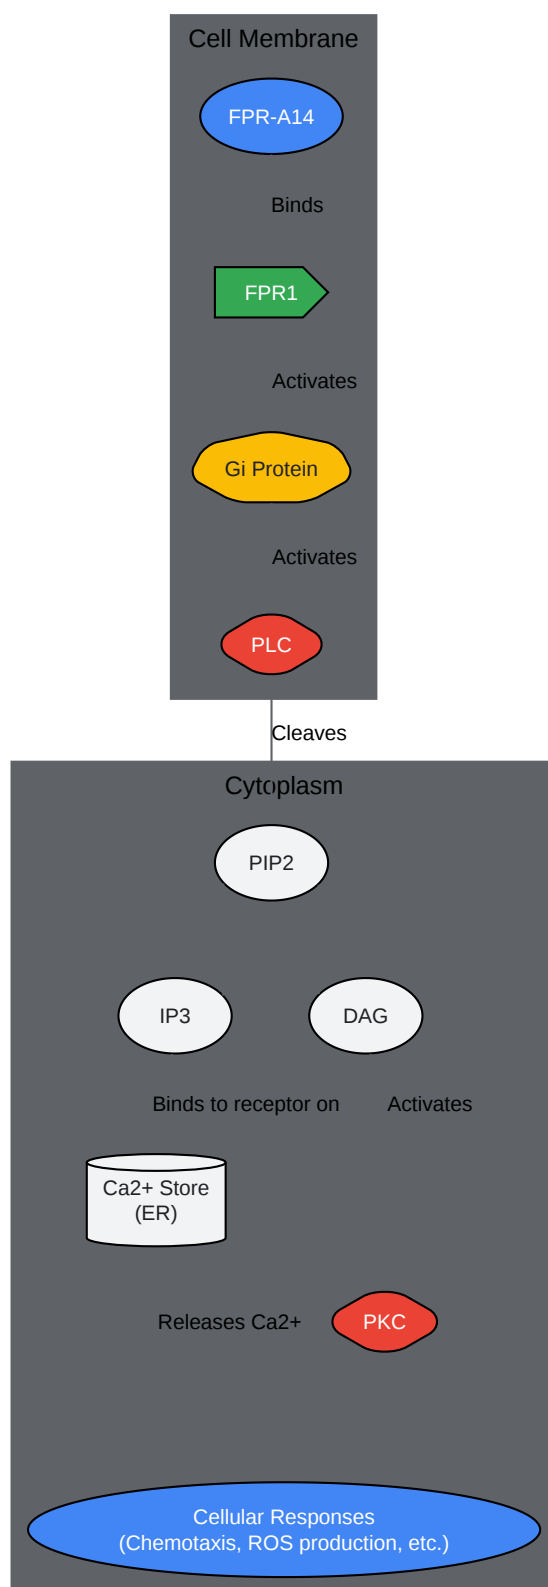 Cell Membrane
FPR-A14
Binds
FPR1
Activates
Gi Protein
Activates
PLC
Cleaves
Cytoplasm
PIP2
IP3
DAG
Binds to receptor on
Activates
Ca2+ Store
(ER)
Releases Ca2+
PKC
Cellular Responses
(Chemotaxis, ROS production, etc.)